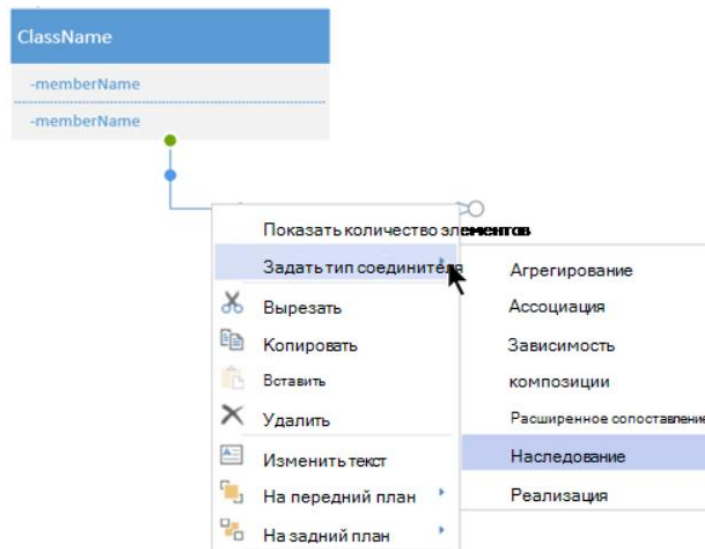 ClassName
-memberName
-memberName
Показать количество элементов
Задать тип соединителя
Вырезать
Копировать
Вставить
Удалить
Изменить текст
На передний план
На задний план
Агрегирование
Ассоциация
Зависимость
композиции
Расширенное сопоставление
Наследование
Реализация